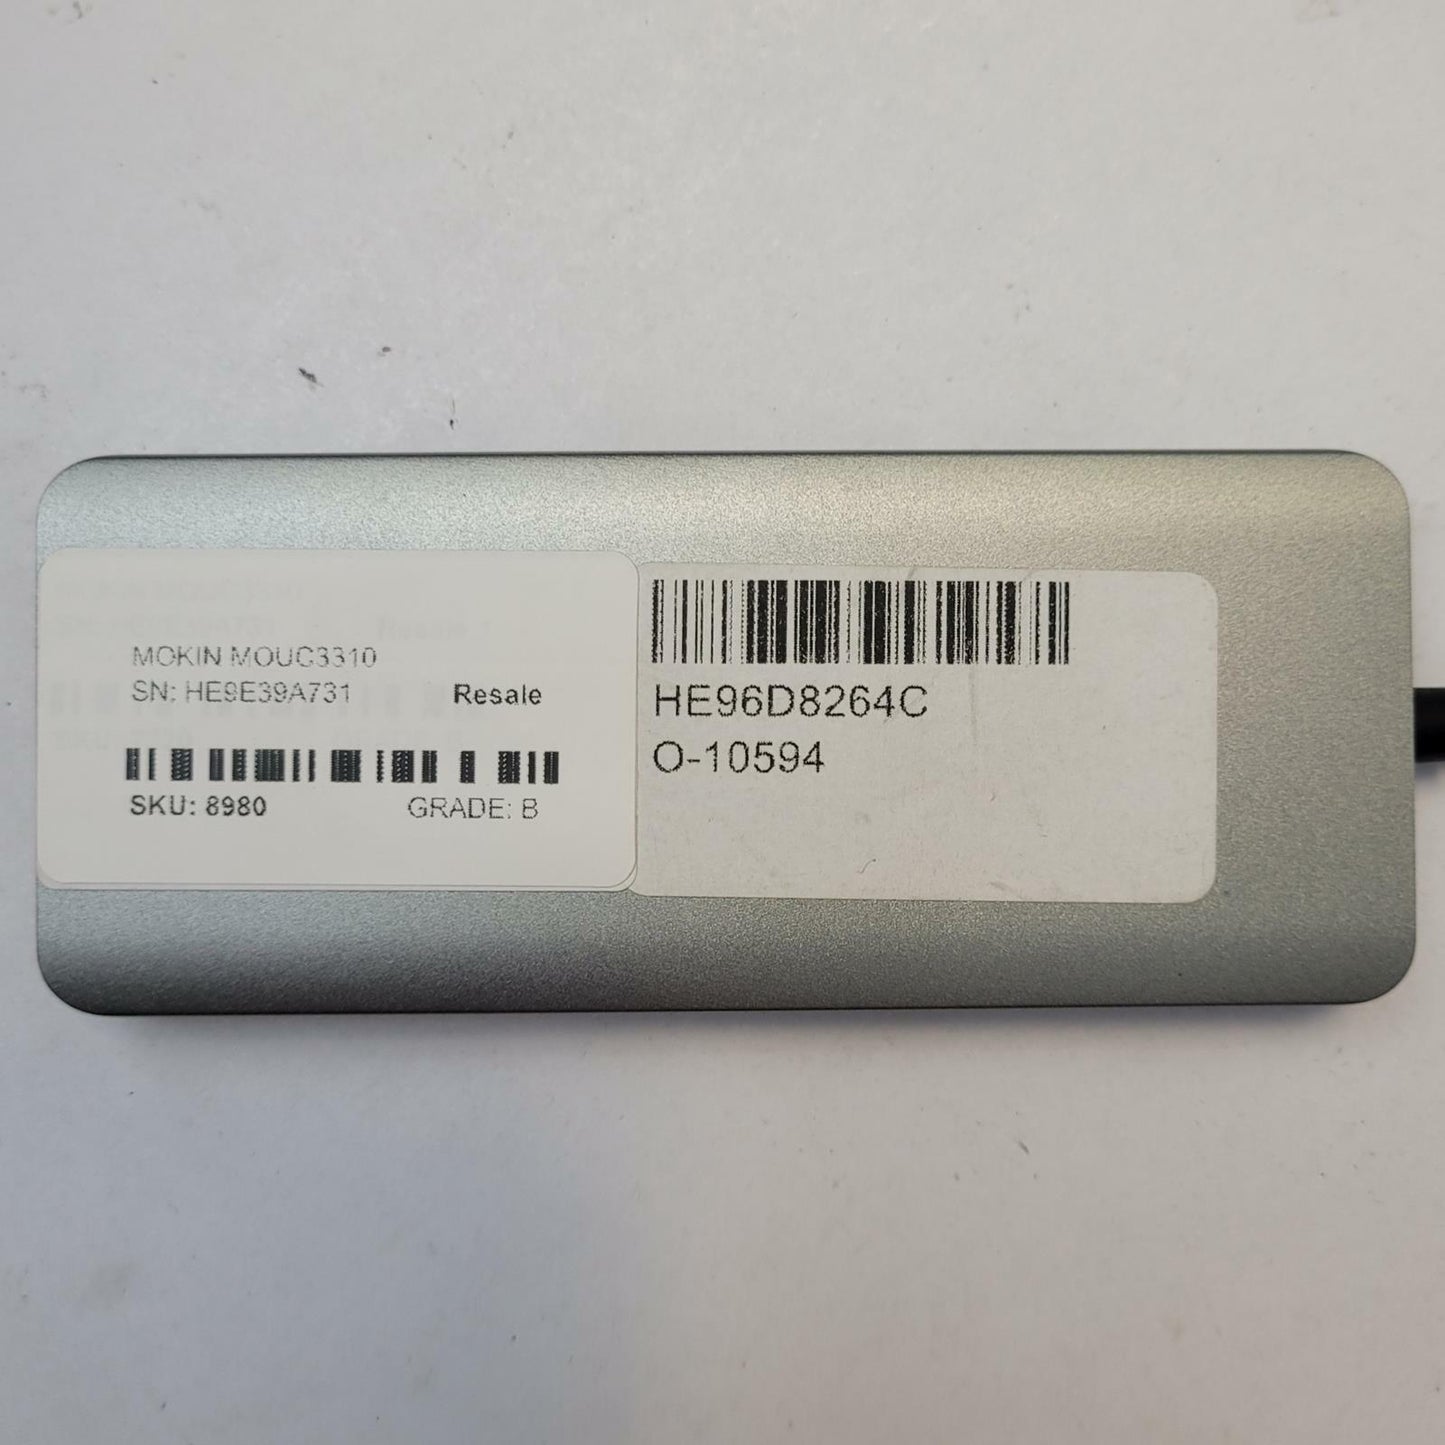 MOKIN MOUC3310
SN: HE9E39A731 Resale
SKU: 8980 GRADE: B
HE96D8264C
O-10594